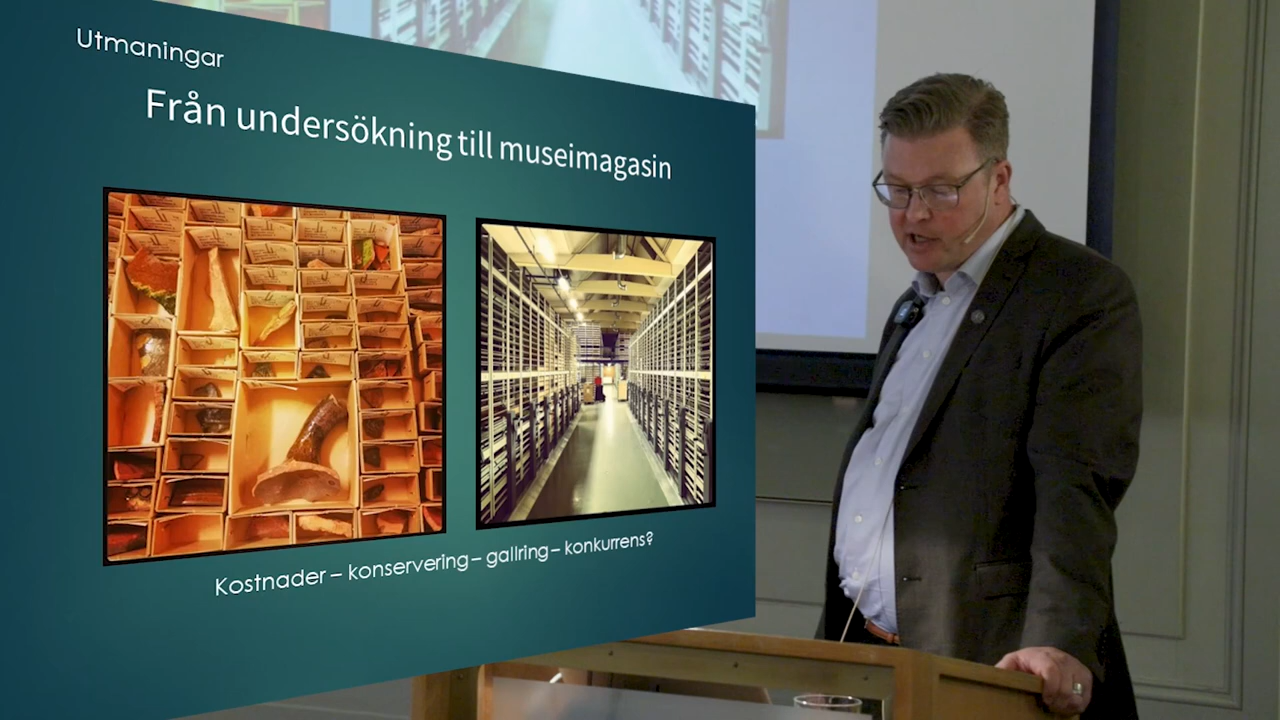 Utmaningar
Från undersökning till museimagasin
Kostnader – konservering – gallring – konkurrens?